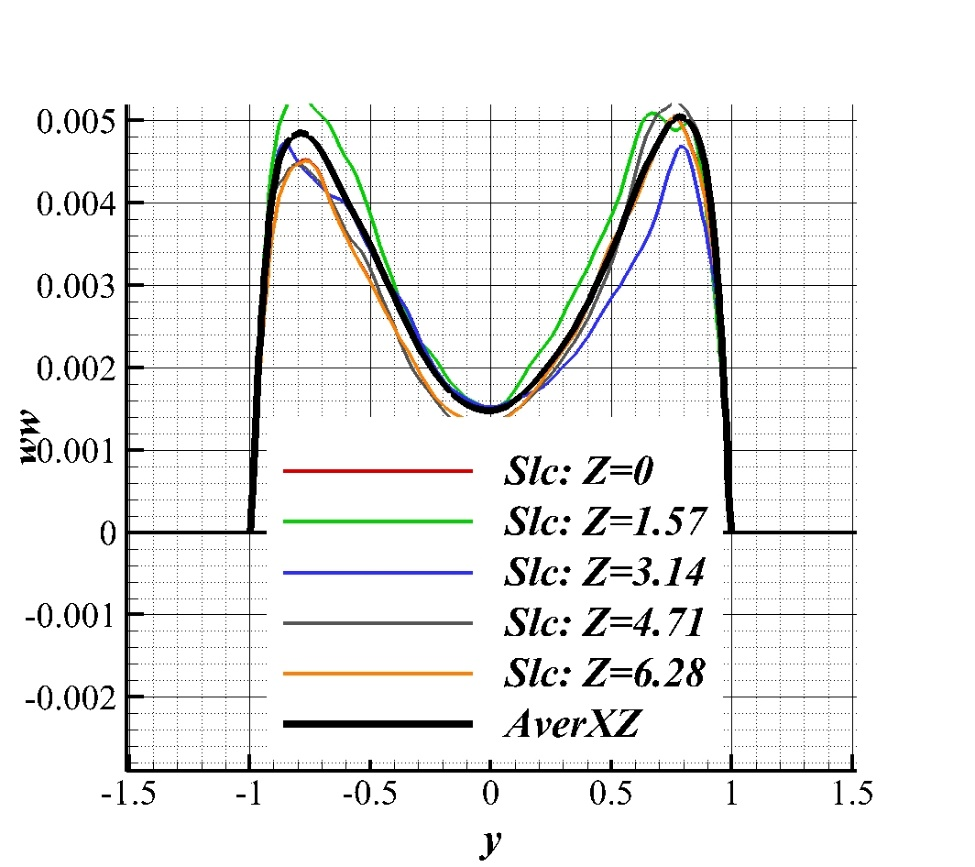 0.005
0.004
0.003
0.002
0.001
0
-0.001
-0.002
ww
Slc: Z=0
Slc: Z=1.57
Slc: Z=3.14
Slc: Z=4.71
Slc: Z=6.28
AverXZ
-1.5 -1 -0.5 0 0.5 1 1.5
y